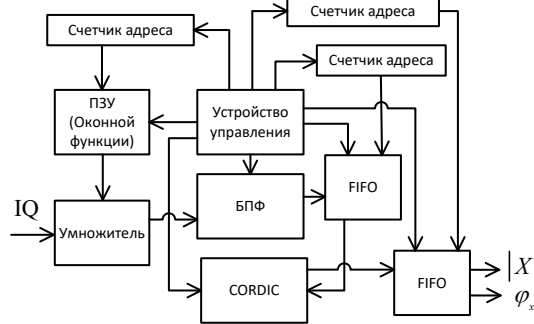 Счетчик адреса
Счетчик адреса
Счетчик адреса
ПЗУ
(Оконной
функции)
Устройство
управления
FIFO
БПФ
IQ
Умножитель
CORDIC
FIFO
|X
φₓ